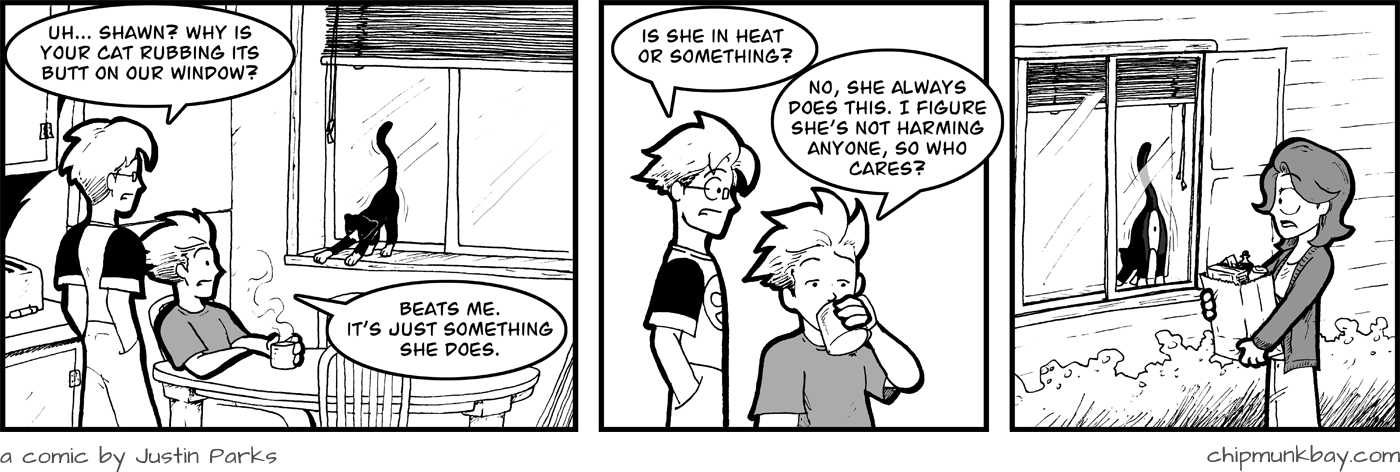 UH... SHAWN? WHY IS
YOUR CAT RUBBING ITS
BUTT ON OUR WINDOW?
BEATS ME.
IT'S JUST SOMETHING
SHE DOES.
IS SHE IN HEAT
OR SOMETHING?
NO, SHE ALWAYS
DOES THIS. I FIGURE
SHE'S NOT HARMING
ANYONE, SO WHO
CARES?
a comic by Justin Parks
chipmunkbay.com